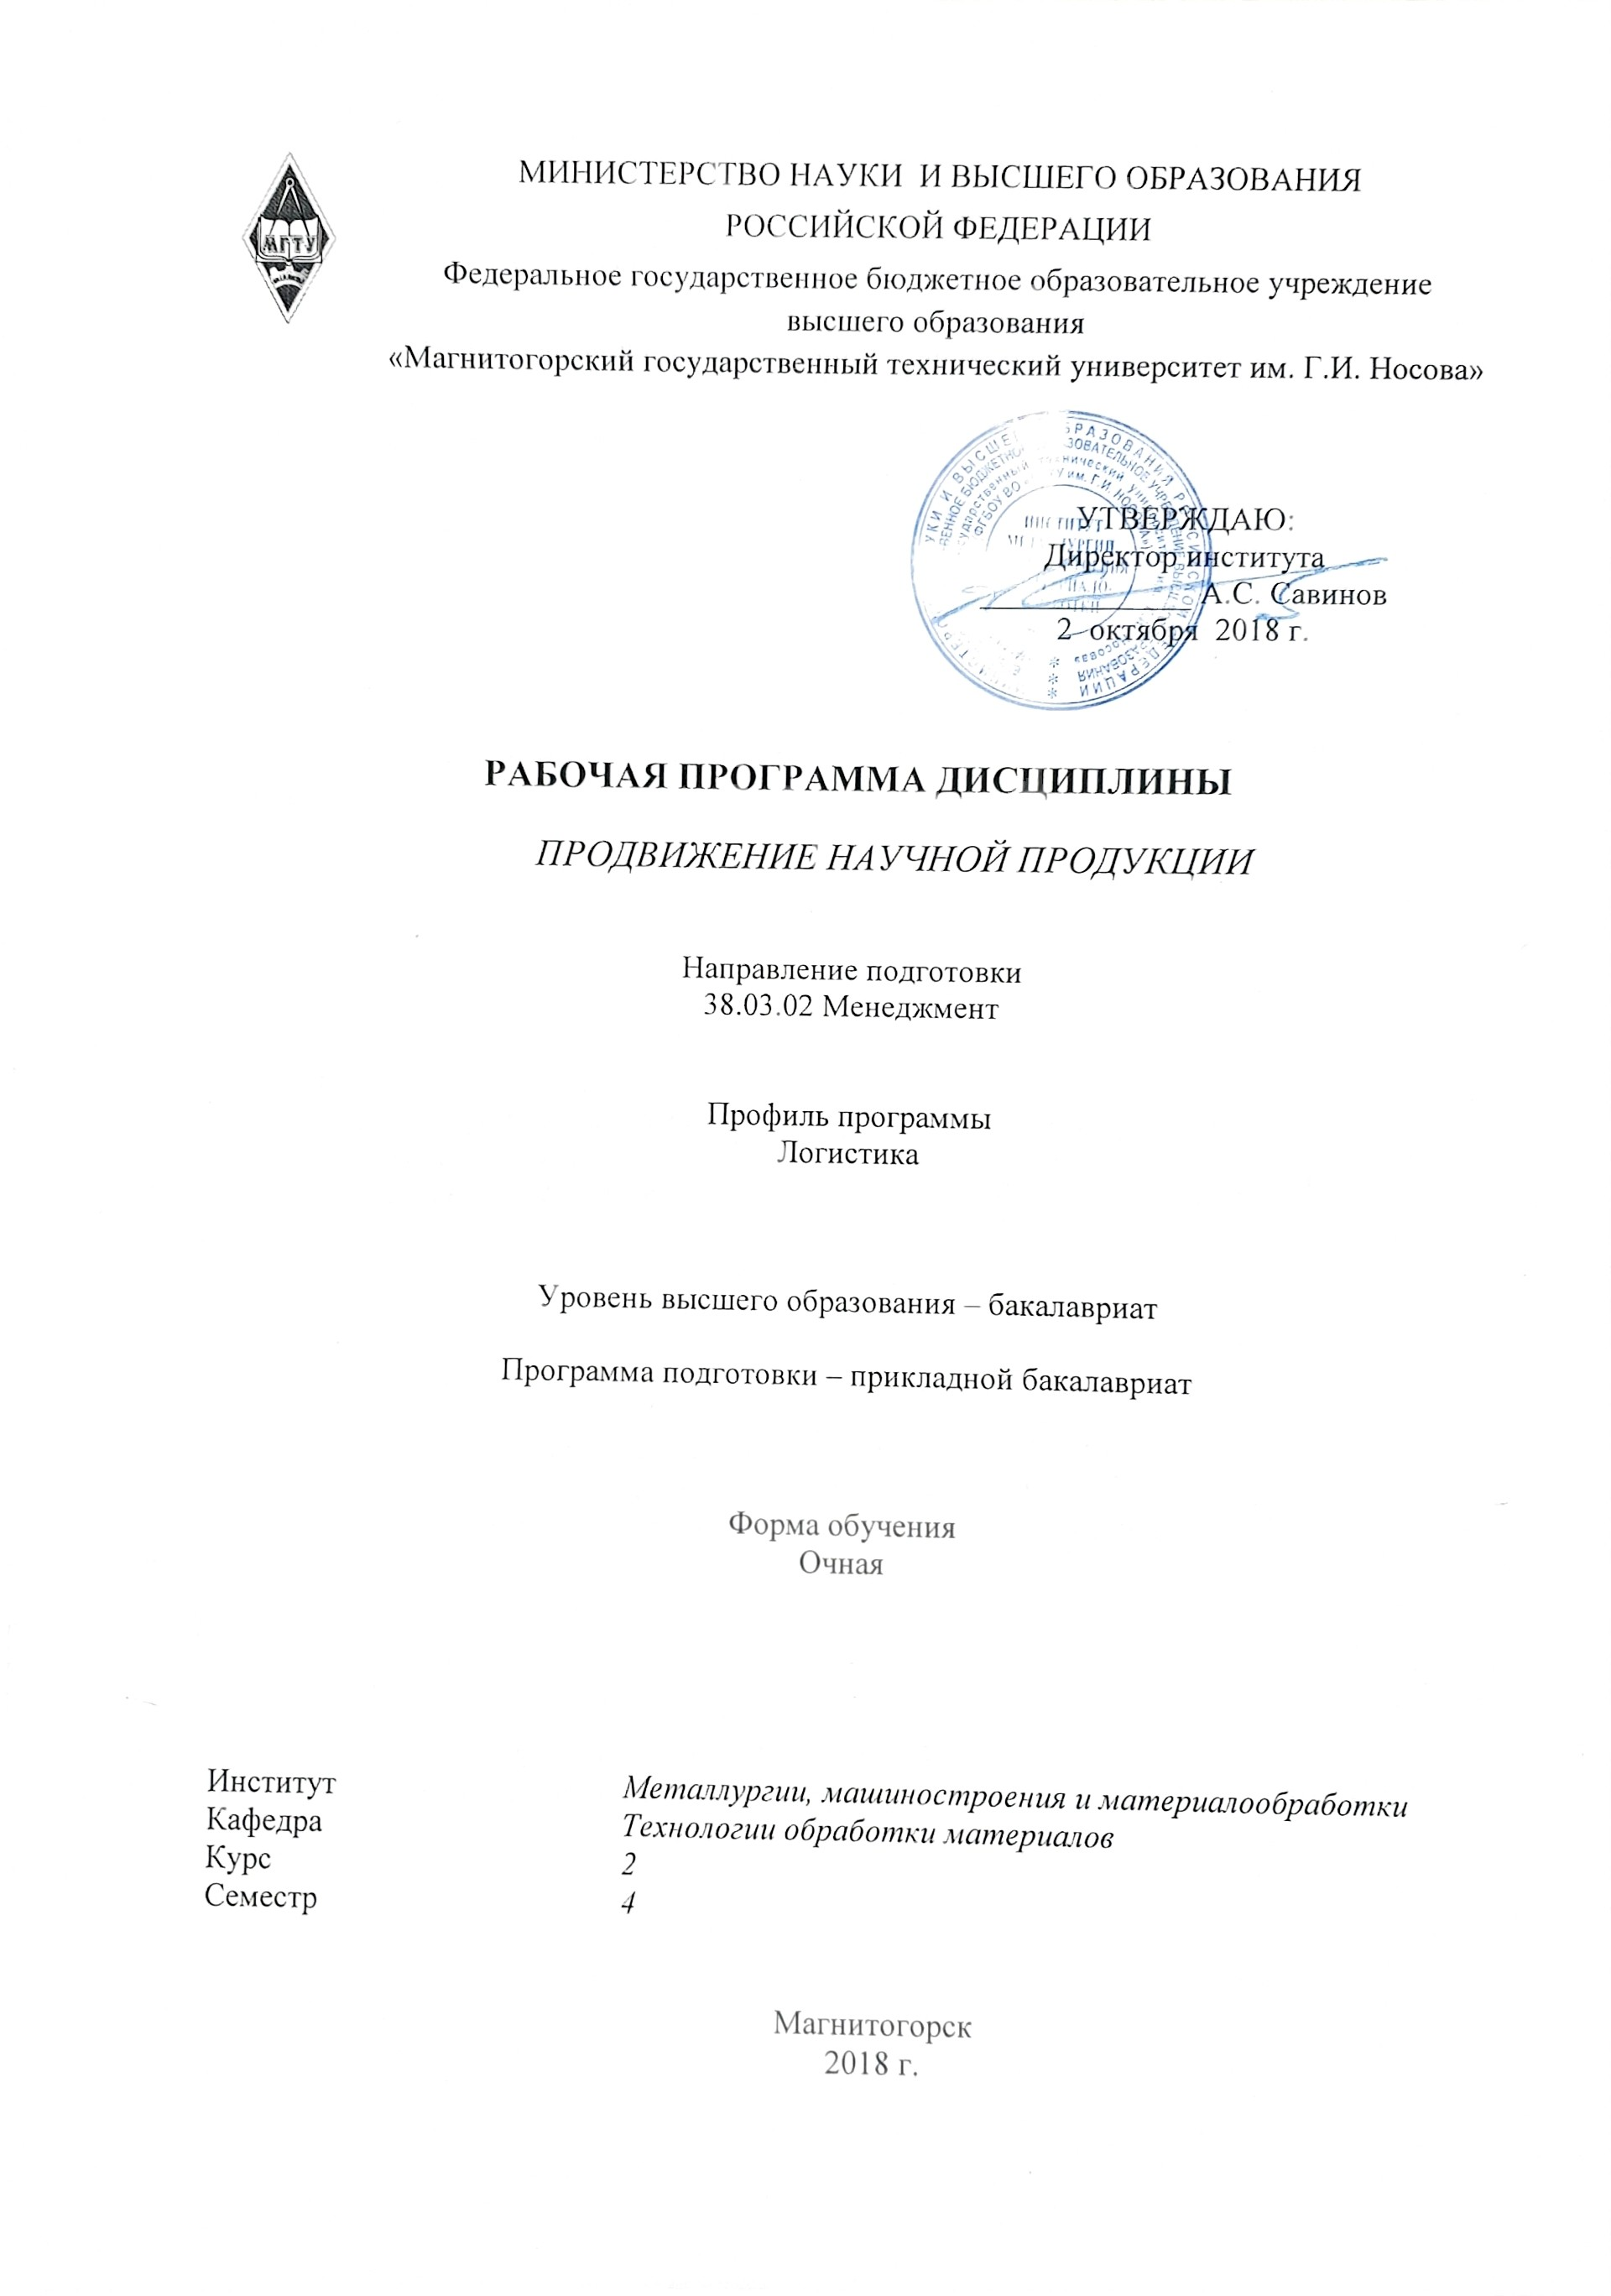 МИНИСТЕРСТВО НАУКИ И ВЫСШЕГО ОБРАЗОВАНИЯ
РОССИЙСКОЙ ФЕДЕРАЦИИ
Федеральное государственное бюджетное образовательное учреждение
высшего образования
«Магнитогорский государственный технический университет им. Г.И. Носова»
МГТУ
УТВЕРЖДАЮ:
Директор института
А.С. Савинов
2 октября 2018 г.
РАБОЧАЯ ПРОГРАММА ДИСЦИПЛИНЫ
ПРОДВИЖЕНИЕ НАУЧНОЙ ПРОДУКЦИИ
Направление подготовки
38.03.02 Менеджмент
Профиль программы
Логистика
Уровень высшего образования – бакалавриат
Программа подготовки – прикладной бакалавриат
Форма обучения
Очная
Институт Металлургии, машиностроения и материалообработки
Кафедра Технологии обработки материалов
Курс 2
Семестр 4
Магнитогорск
2018 г.